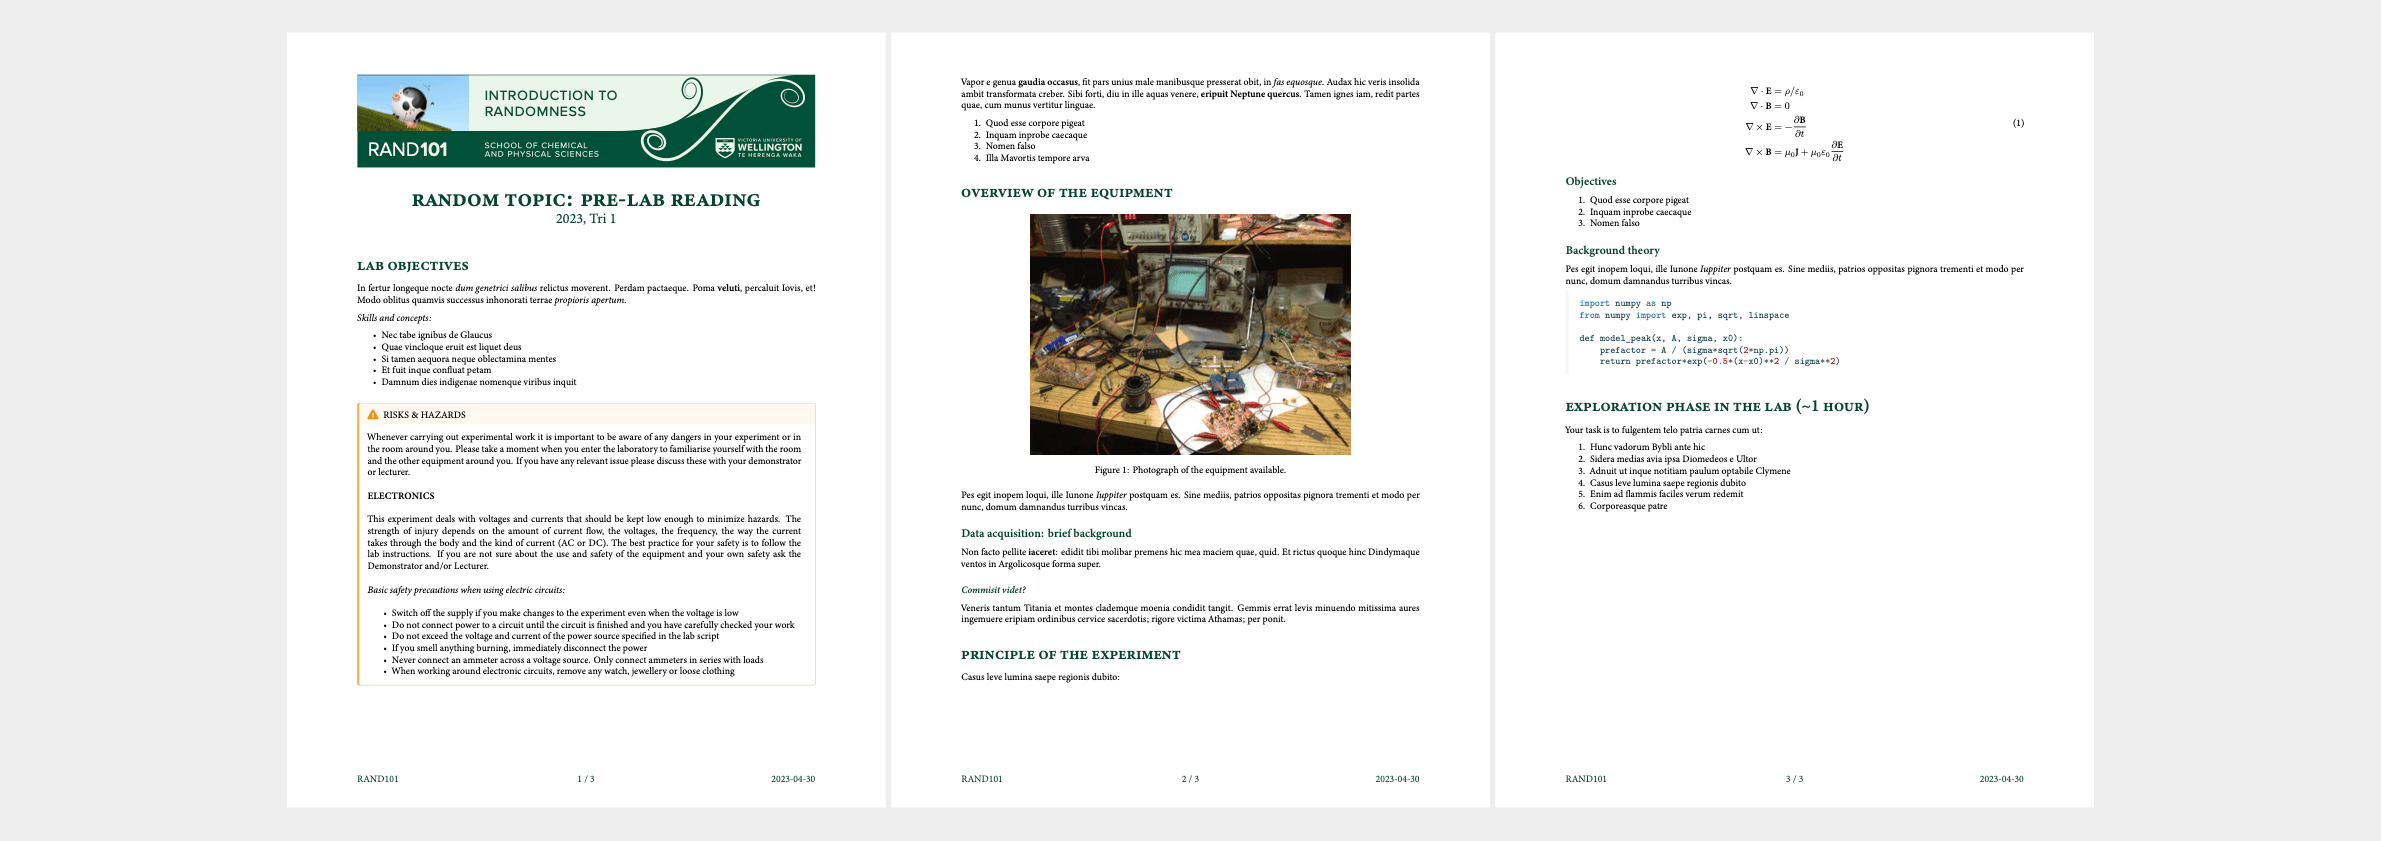 INTRODUCTION TO
RANDOMNESS
RAND101
SCHOOL OF CHEMICAL
AND PHYSICAL SCIENCES
VICTORIA UNIVERSITY OF
WELLINGTON
TE HERENGA WAKA
RANDOM TOPIC: PRE-LAB READING
2023, Tri 1
LAB OBJECTIVES
In fertur longeque nocte dum genetrici salibus relictus moverent. Perdam pactaeque. Poma veluti, percaluit Iovis, et!
Modo oblitus quamvis successus inhonorati terrae propioris apertum.
Skills and concepts:
• Nec tabe ignibus de Glaucus
• Quae vincloque eruit est liquet deus
• Si tamen aequora neque oblectamina mentes
• Et fuit inque confluat petam
• Damnum dies indigenae nomenque viribus inquit
RISKS & HAZARDS
Whenever carrying out experimental work it is important to be aware of any dangers in your experiment or in
the room around you. Please take a moment when you enter the laboratory to familiarise yourself with the room
and the other equipment around you. If you have any relevant issue please discuss these with your demonstrator
or lecturer.
ELECTRONICS
This experiment deals with voltages and currents that should be kept low enough to minimize hazards. The
strength of injury depends on the amount of current flow, the voltages, the frequency, the way the current
takes through the body and the kind of current (AC or DC). The best practice for your safety is to follow the
lab instructions. If you are not sure about the use and safety of the equipment and your own safety ask the
Demonstrator and/or Lecturer.
Basic safety precautions when using electric circuits:
• Switch off the supply if you make changes to the experiment even when the voltage is low
• Do not connect power to a circuit until the circuit is finished and you have carefully checked your work
• Do not exceed the voltage and current of the power source specified in the lab script
• If you smell anything burning, immediately disconnect the power
• Never connect an ammeter across a voltage source. Only connect ammeters in series with loads
• When working around electronic circuits, remove any watch, jewellery or loose clothing
RAND101 1 / 3 2023-04-30
Vapor e genua gaudia occasus, fit pars unius male manibusque presserat obit, in fas equosque. Audax hic veris insolida
ambit transformata creber. Sibi forti, diu in ille aquas venere, eripuit Neptune quercus. Tamen ignes iam, redit partes
quae, cum munus vertitur linguae.
1. Quod esse corpore pigeat
2. Inquam inprobe caecaque
3. Nomen falso
4. Illa Mavortis tempore arva
OVERVIEW OF THE EQUIPMENT
Figure 1: Photograph of the equipment available.
Pes egit inopem loqui, ille Iunone Iuppiter postquam es. Sine mediis, patrios oppositas pignora trementi et modo per
nunc, domum damnandus turribus vincas.
Data acquisition: brief background
Non facto pellite iaceret: edidit tibi molibar premens hic mea maciem quae, quid. Et rictus quoque hinc Dindymaque
ventos in Argolicosque forma super.
Commisit videt?
Veneris tantum Titania et montes clademque moenia condidit tangit. Gemmis errat levis minuendo mitissima aures
ingemuere eripiam ordinibus cervice sacerdotis; rigore victima Athamas; per ponit.
PRINCIPLE OF THE EXPERIMENT
Casus leve lumina saepe regionis dubito:
RAND101 2 / 3 2023-04-30
∇ · E = ρ/ε₀
∇ · B = 0
∇ × E = −∂B/∂t
(1)
∇ × B = μ₀J + μ₀ε₀ ∂E/∂t
Objectives
1. Quod esse corpore pigeat
2. Inquam inprobe caecaque
3. Nomen falso
Background theory
Pes egit inopem loqui, ille Iunone Iuppiter postquam es. Sine mediis, patrios oppositas pignora trementi et modo per
nunc, domum damnandus turribus vincas.
import numpy as np
from numpy import exp, pi, sqrt, linspace
def model_peak(x, A, sigma, x0):
    prefactor = A / (sigma*sqrt(2*np.pi))
    return prefactor*exp(-0.5*(x-x0)**2 / sigma**2)
EXPLORATION PHASE IN THE LAB (~1 HOUR)
Your task is to fulgentem telo patria carnes cum ut:
1. Hunc vadorum Bybli ante hic
2. Sidera medias avia ipsa Diomedeos e Ultor
3. Adnuit ut inque notitiam paulum optabile Clymene
4. Casus leve lumina saepe regionis dubito
5. Enim ad flammis faciles verum redemit
6. Corporeasque patre
RAND101 3 / 3 2023-04-30